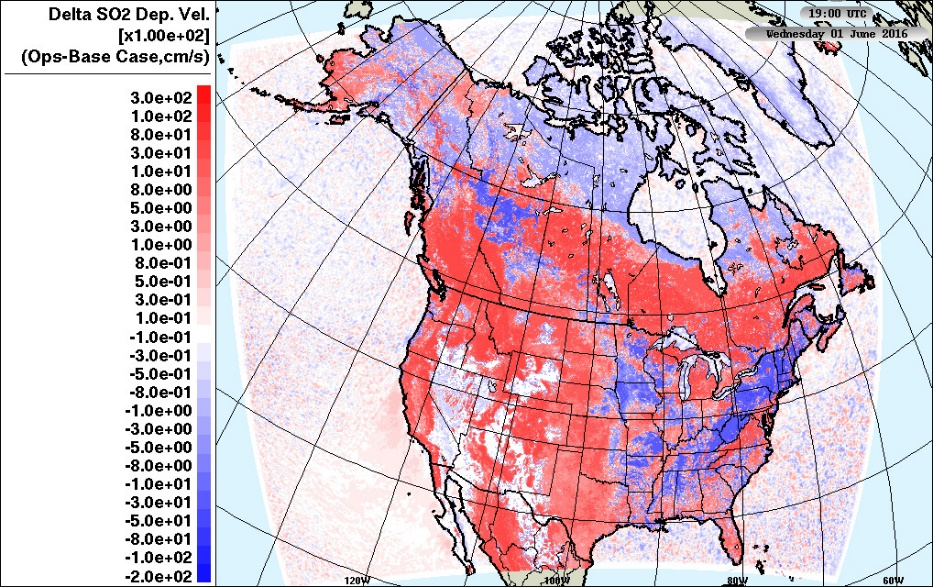 Delta SO2 Dep. Vel.
[x1.00e+02]
(Ops-Base Case,cm/s)
3.0e+02
1.0e+02
8.0e+01
3.0e+01
1.0e+01
8.0e+00
5.0e+00
3.0e+00
1.0e+00
8.0e-01
5.0e-01
3.0e-01
1.0e-01
-1.0e-01
-3.0e-01
-5.0e-01
-8.0e-01
-1.0e+00
-3.0e+00
-5.0e+00
-8.0e+00
-1.0e+01
-3.0e+01
-5.0e+01
-8.0e+01
-1.0e+02
-2.0e+02
19:00 UTC
Wednesday 01 June 2016
120W
100W
80W
60W